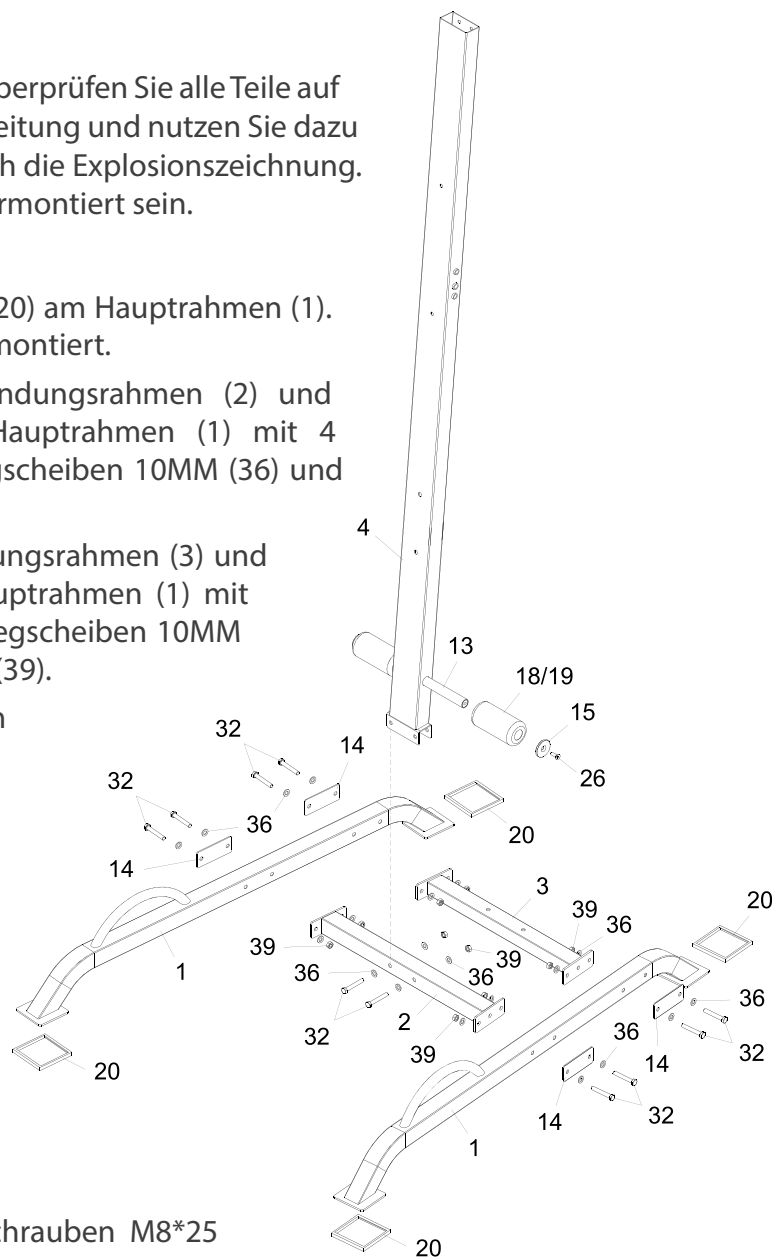 berprüfen Sie alle Teile auf
eitung und nutzen Sie dazu
h die Explosionszeichnung.
rmontiert sein.
20) am Hauptrahmen (1).
montiert.
ndungsrahmen (2) und
Hauptrahmen (1) mit 4
gscheiben 10MM (36) und
ungsrahmen (3) und
uptrahmen (1) mit
egscheiben 10MM
(39).
n
4
13
18/19
15
26
32
14
32
36
14
20
1
3
39
36
20
39
36
36
39
32
2
39
36
14
32
36
14
32
20
1
20
chrauben M8*25